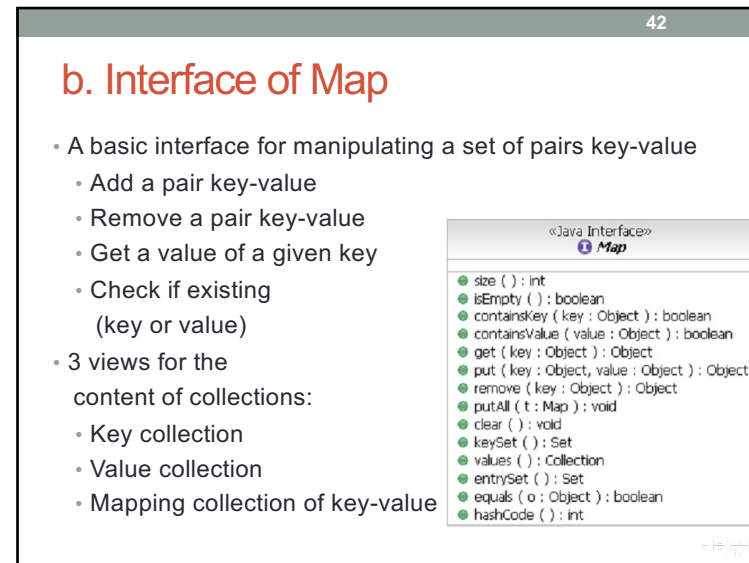 42
b. Interface of Map
• A basic interface for manipulating a set of pairs key-value
• Add a pair key-value
• Remove a pair key-value
• Get a value of a given key
• Check if existing
(key or value)
• 3 views for the
content of collections:
• Key collection
• Value collection
• Mapping collection of key-value
«Java Interface»
I Map
size ( ) : int
isEmpty ( ) : boolean
containsKey ( key : Object ) : boolean
containsValue ( value : Object ) : boolean
get ( key : Object ) : Object
put ( key : Object, value : Object ) : Object
remove ( key : Object ) : Object
putAll ( t : Map ) : void
clear ( ) : void
keySet ( ) : Set
values ( ) : Collection
entrySet ( ) : Set
equals ( o : Object ) : boolean
hashCode ( ) : int